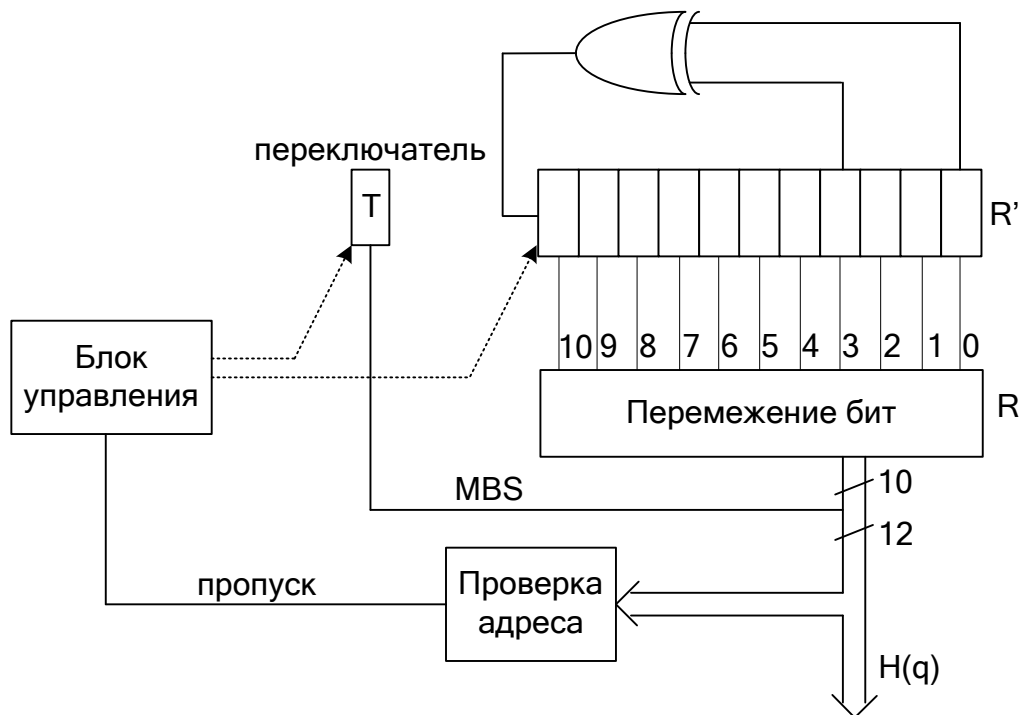 переключатель
T
R’
Блок
управления
10 9 8 7 6 5 4 3 2 1 0
Перемежение бит
R
MBS
10
12
пропуск
Проверка
адреса
H(q)